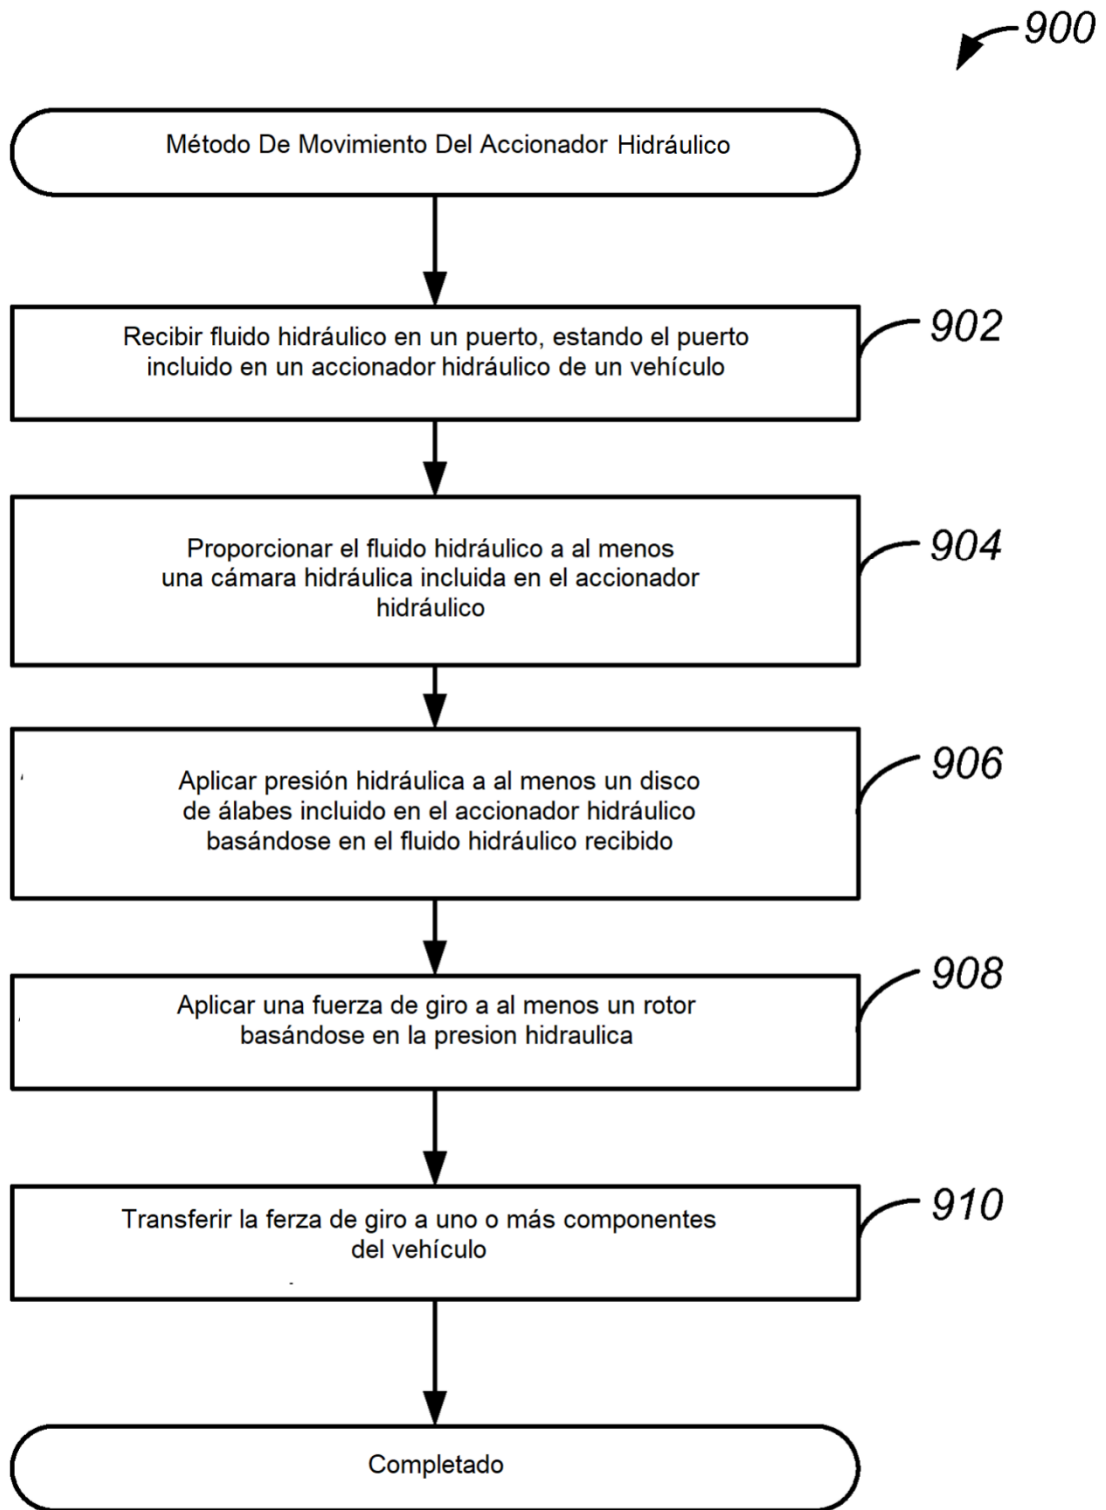 900
Método De Movimiento Del Accionador Hidráulico
Recibir fluido hidráulico en un puerto, estando el puerto
incluido en un accionador hidráulico de un vehículo
902
Proporcionar el fluido hidráulico a al menos
una cámara hidráulica incluida en el accionador
hidráulico
904
Aplicar presión hidráulica a al menos un disco
de álabes incluido en el accionador hidráulico
basándose en el fluido hidráulico recibido
906
Aplicar una fuerza de giro a al menos un rotor
basándose en la presion hidraulica
908
Transferir la ferza de giro a uno o más componentes
del vehículo
910
Completado